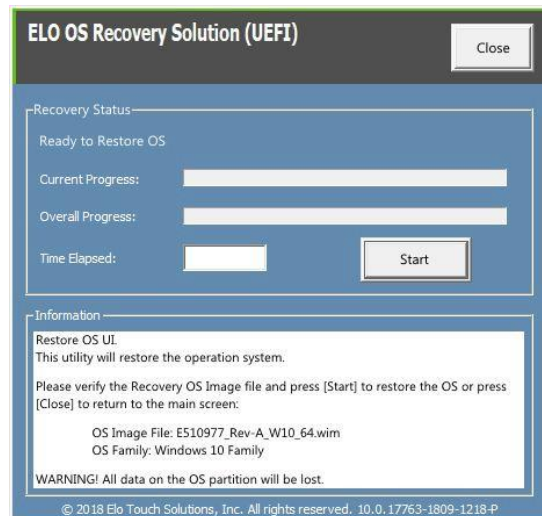 ELO OS Recovery Solution (UEFI)
Close
Recovery Status
Ready to Restore OS
Current Progress:
Overall Progress:
Time Elapsed:
Start
Information
Restore OS UI.
This utility will restore the operation system.
Please verify the Recovery OS Image file and press [Start] to restore the OS or press
[Close] to return to the main screen:
OS Image File: E510977_Rev-A_W10_64.wim
OS Family: Windows 10 Family
WARNING! All data on the OS partition will be lost.
© 2018 Elo Touch Solutions, Inc. All rights reserved. 10.0.17763-1809-1218-P